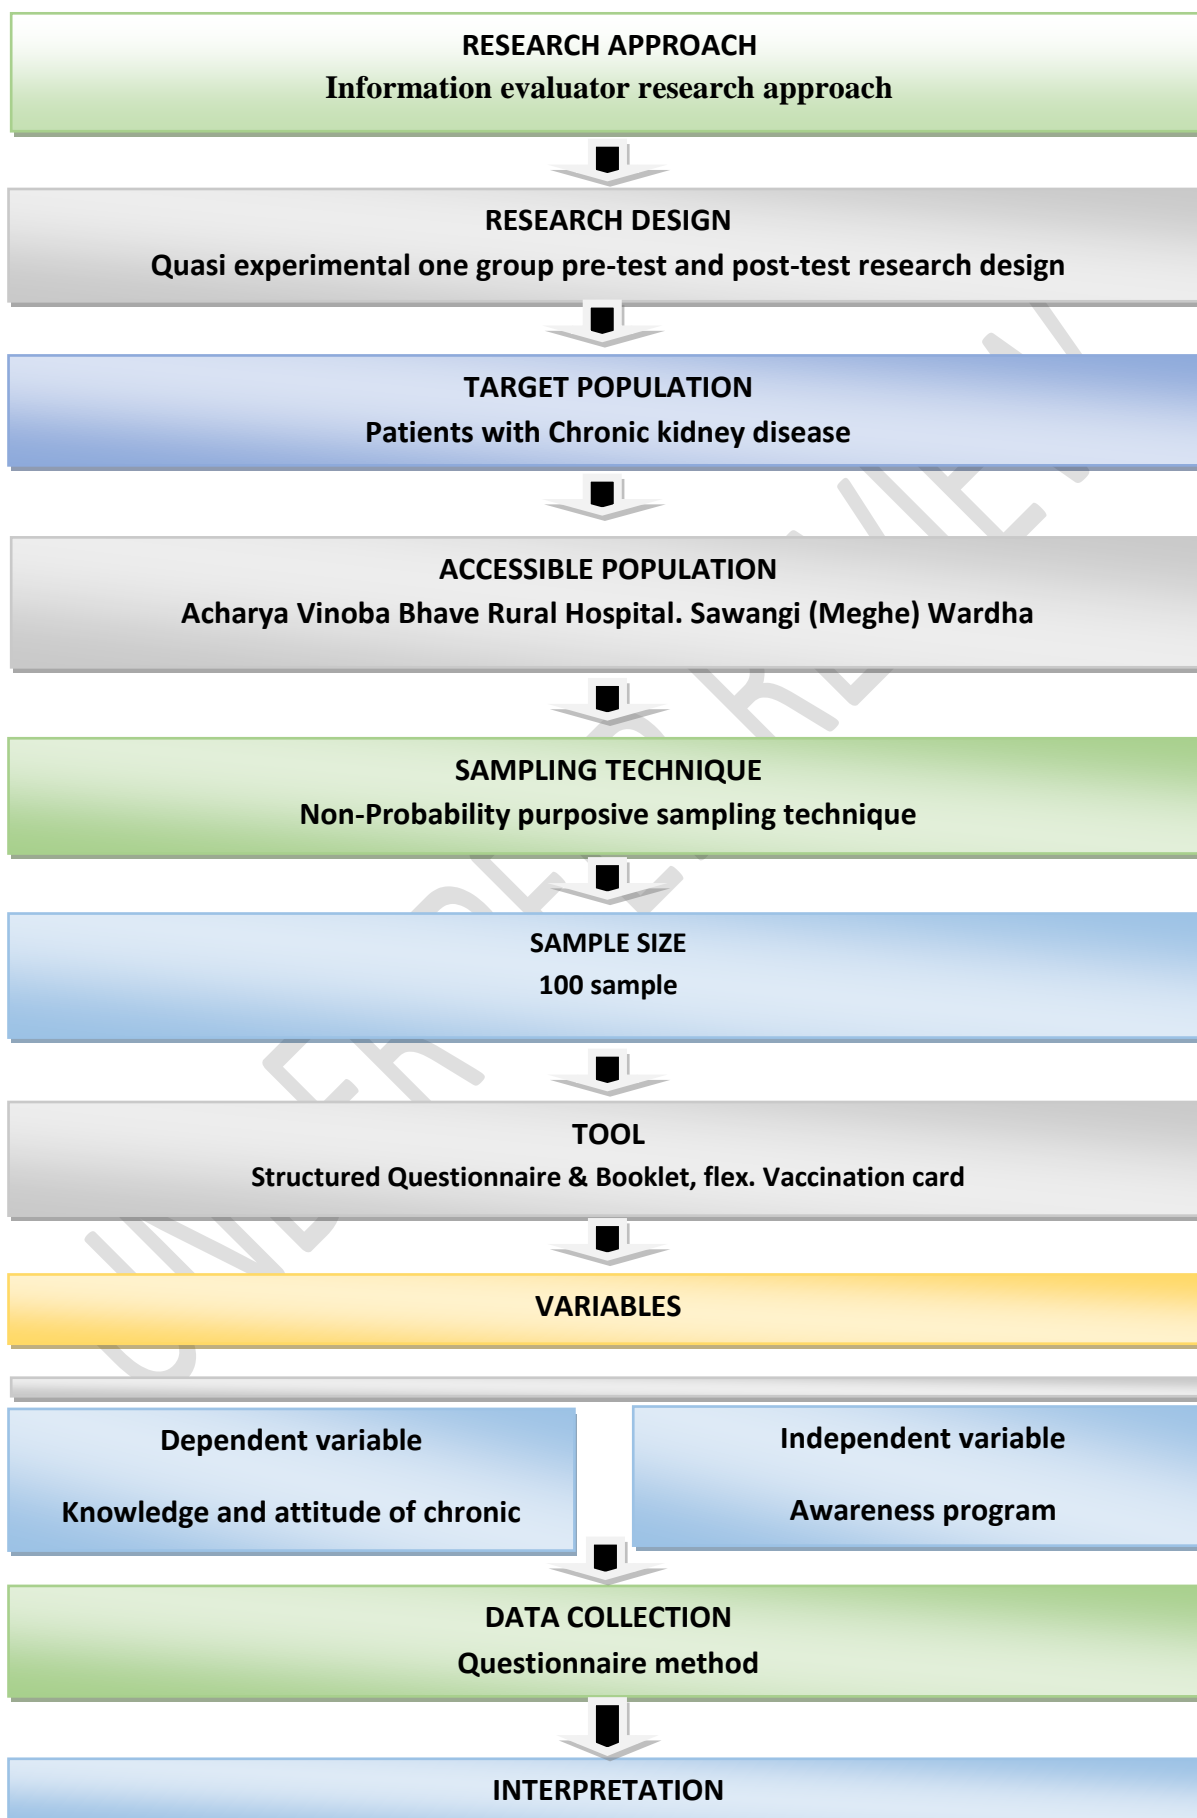 RESEARCH APPROACH
Information evaluator research approach
RESEARCH DESIGN
Quasi experimental one group pre-test and post-test research design
TARGET POPULATION
Patients with Chronic kidney disease
ACCESSIBLE POPULATION
Acharya Vinoba Bhave Rural Hospital. Sawangi (Meghe) Wardha
SAMPLING TECHNIQUE
Non-Probability purposive sampling technique
SAMPLE SIZE
100 sample
TOOL
Structured Questionnaire & Booklet, flex. Vaccination card
VARIABLES
Dependent variable
Knowledge and attitude of chronic
Independent variable
Awareness program
DATA COLLECTION
Questionnaire method
INTERPRETATION
UNDER PEER REVIEW